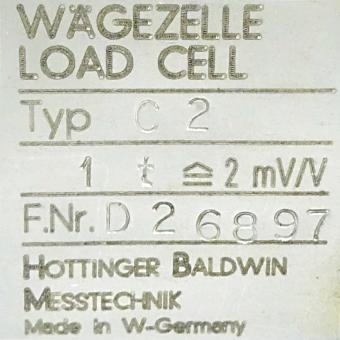 WÄGEZELLE
LOAD CELL
Typ C 2
1 t ≙ 2 mV/V
F.Nr. D 2 6897
HOTTINGER BALDWIN
MESSTECHNIK
Made in W-Germany